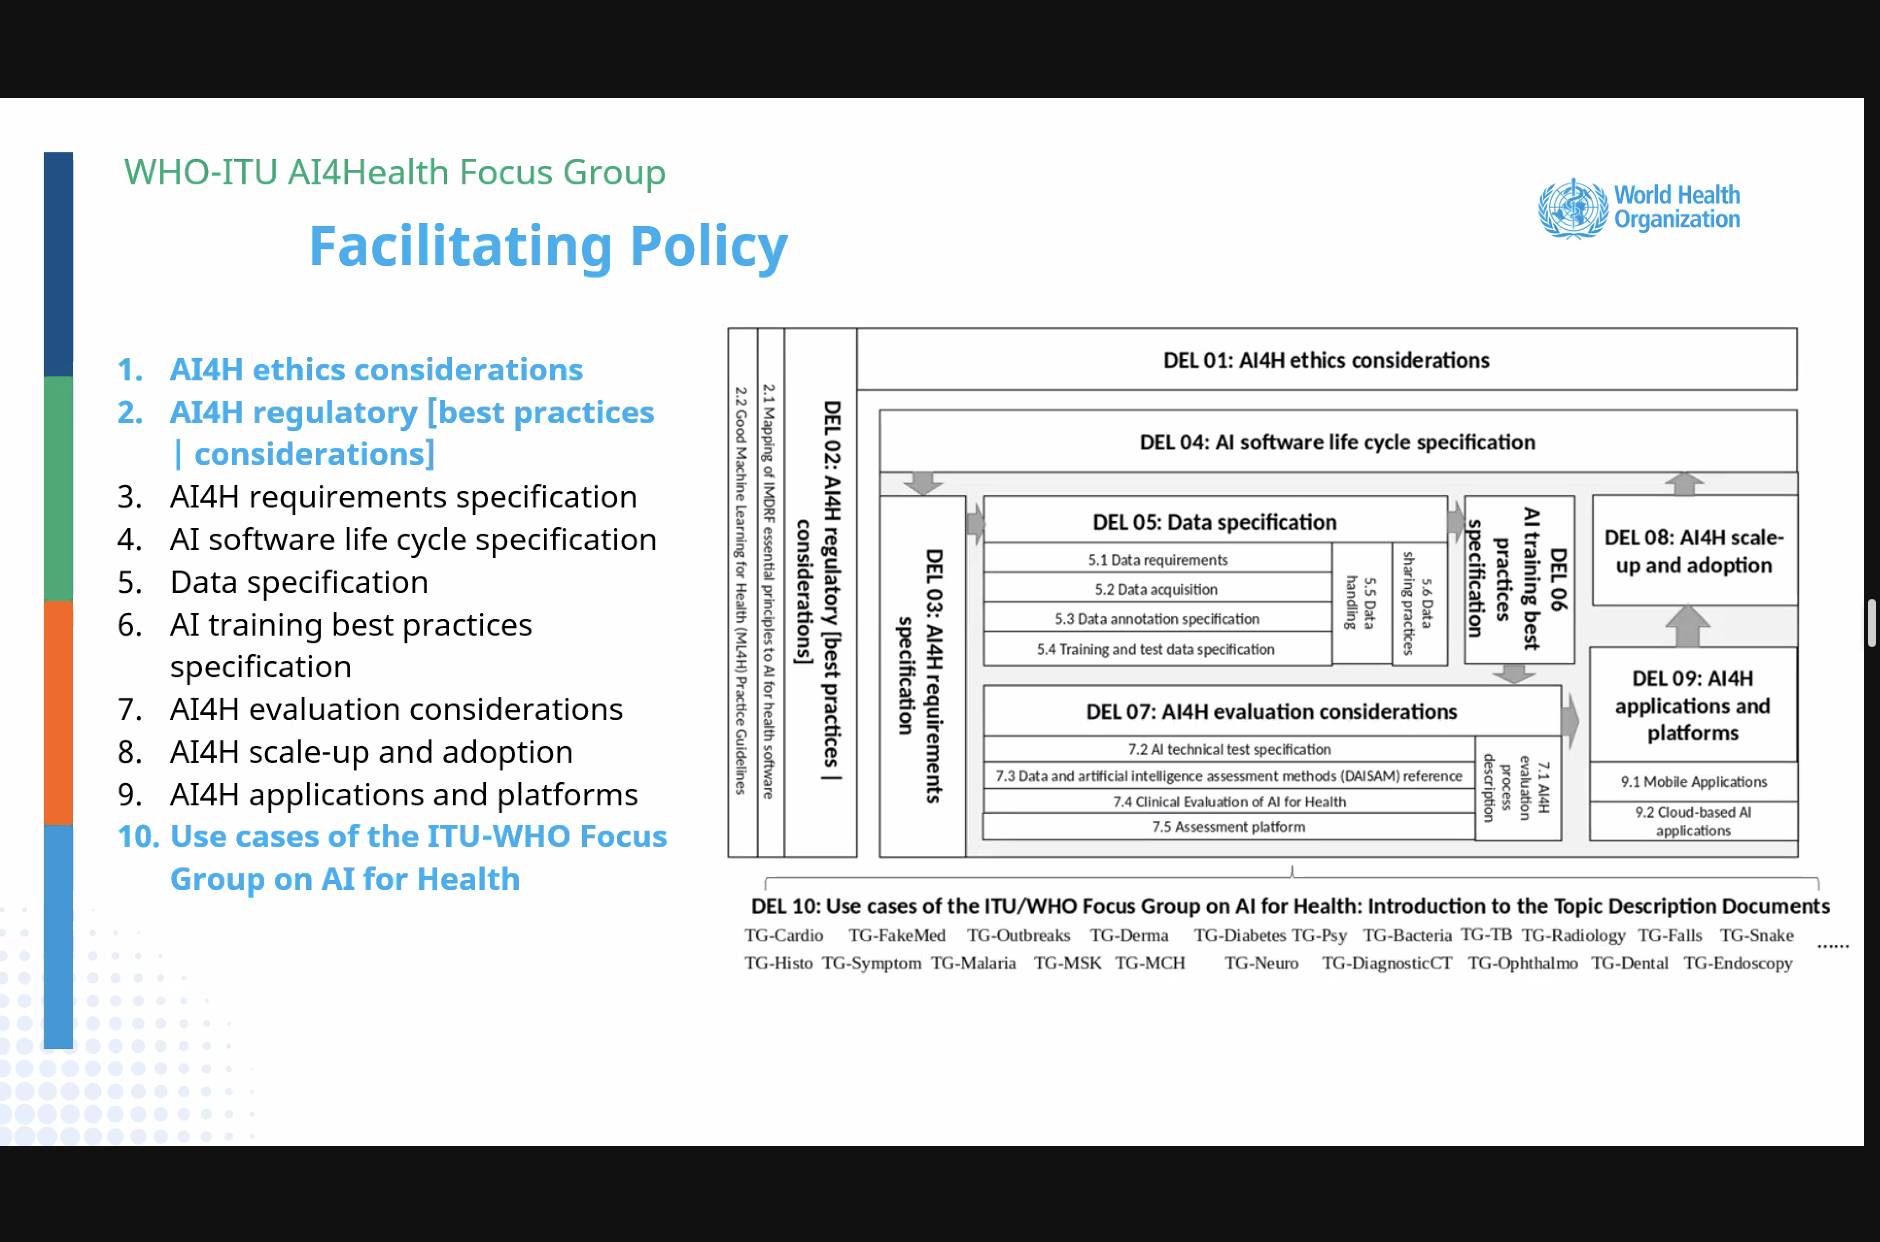 WHO-ITU AI4Health Focus Group
Facilitating Policy
World Health
Organization
1. AI4H ethics considerations
2. AI4H regulatory [best practices
| considerations]
3. AI4H requirements specification
4. AI software life cycle specification
5. Data specification
6. AI training best practices
specification
7. AI4H evaluation considerations
8. AI4H scale-up and adoption
9. AI4H applications and platforms
10. Use cases of the ITU-WHO Focus
Group on AI for Health
2.2 Good Machine Learning for Health (ML4H) Practice Guidelines
2.1 Mapping of IMDRF essential principles to AI for health software
DEL 02: AI4H regulatory [best practices |
considerations]
DEL 01: AI4H ethics considerations
DEL 04: AI software life cycle specification
DEL 03: AI4H requirements
specification
DEL 05: Data specification
5.1 Data requirements
5.2 Data acquisition
5.3 Data annotation specification
5.4 Training and test data specification
5.5 Data
handling
5.6 Data
sharing practices
DEL 06
AI training best
practices
specification
DEL 07: AI4H evaluation considerations
7.2 AI technical test specification
7.3 Data and artificial intelligence assessment methods (DAISAM) reference
7.4 Clinical Evaluation of AI for Health
7.5 Assessment platform
7.1 AI4H
evaluation
process
description
DEL 08: AI4H scale-
up and adoption
DEL 09: AI4H
applications and
platforms
9.1 Mobile Applications
9.2 Cloud-based AI
applications
DEL 10: Use cases of the ITU/WHO Focus Group on AI for Health: Introduction to the Topic Description Documents
TG-Cardio TG-FakeMed TG-Outbreaks TG-Derma TG-Diabetes TG-Psy TG-Bacteria TG-TB TG-Radiology TG-Falls TG-Snake
TG-Histo TG-Symptom TG-Malaria TG-MSK TG-MCH TG-Neuro TG-DiagnosticCT TG-Ophthalmo TG-Dental TG-Endoscopy
......